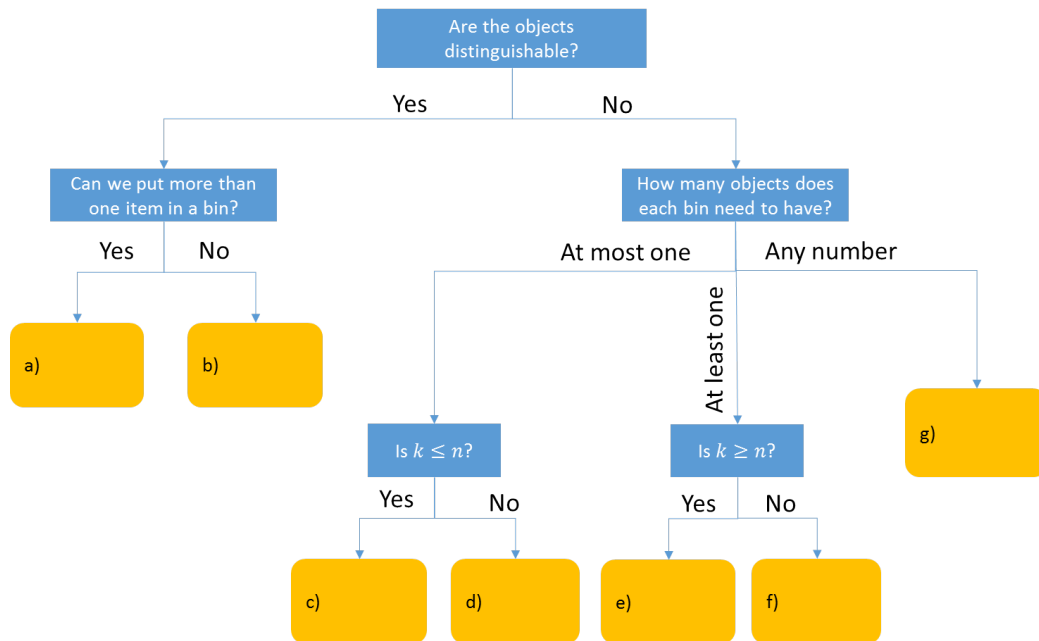 Are the objects
distinguishable?
Yes
No
Can we put more than
one item in a bin?
How many objects does
each bin need to have?
Yes
No
At most one
Any number
At least one
a)
b)
g)
Is k ≤ n?
Is k ≥ n?
Yes
No
Yes
No
c)
d)
e)
f)